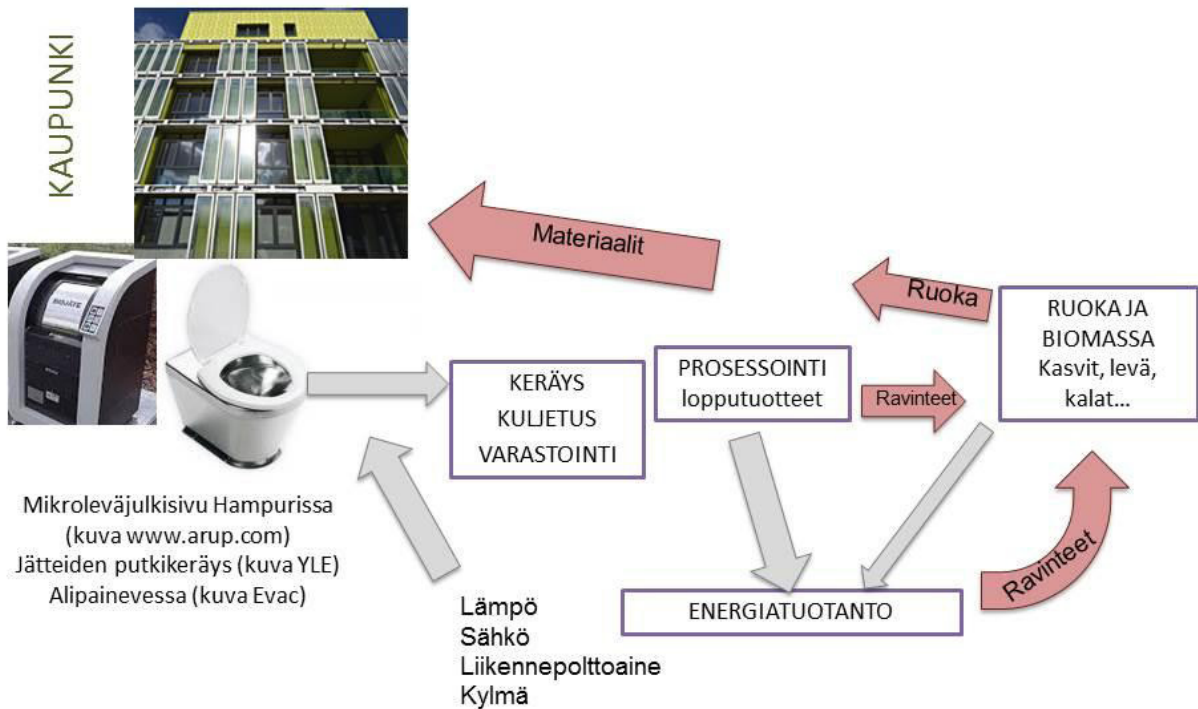 KAUPUNKI
BIOJÄTE
Materiaalit
Ruoka
RUOKA JA
BIOMASSA
Kasvit, levä,
kalat...
KERÄYS
KULJETUS
VARASTOINTI
PROSESSOINTI
lopputuotteet
Ravinteet
Mikroleväjulkisivu Hampurissa
(kuva www.arup.com)
Jätteiden putkikeräys (kuva YLE)
Alipainevessa (kuva Evac)
Lämpö
Sähkö
Liikennepolttoaine
Kylmä
ENERGIATUOTANTO
Ravinteet